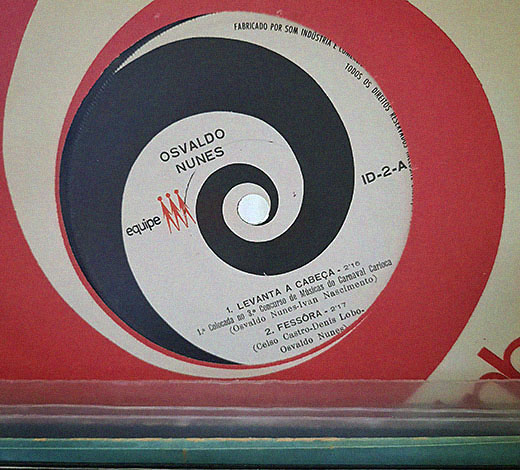 FABRICADO POR SOM INDÚSTRIA E
TODOS OS DIREITOS RESERVADOS
OSVALDO
NUNES
ID-2-A
equipe
1. LEVANTA A CABEÇA - 2'16
1.ª Colocada no 3.º Concurso de Músicas do Carnaval Carioca
(Osvaldo Nunes-Ivan Nascimento)
2. FESSÔRA - 2'17
(Celso Castro-Denis Lobo-
Osvaldo Nunes)